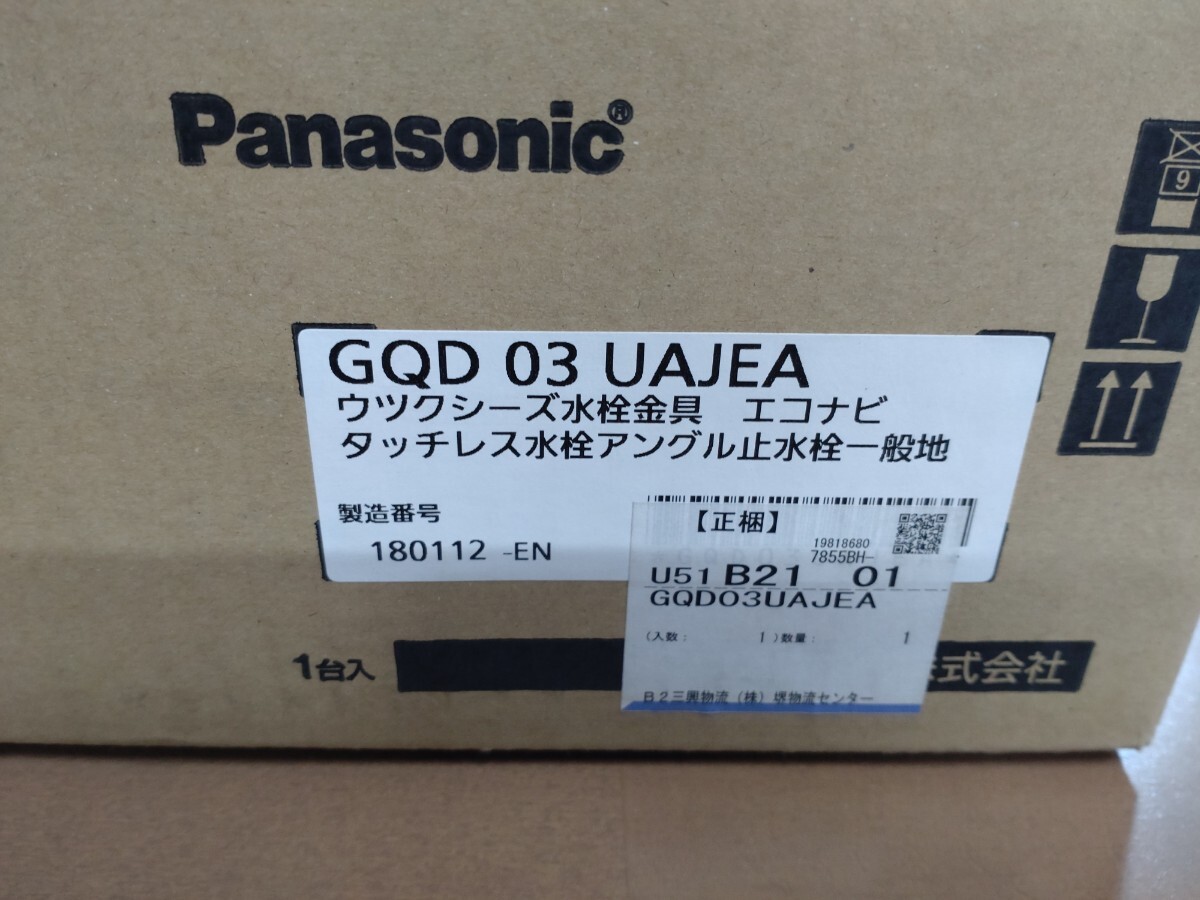 Panasonic®
9
GQD 03 UAJEA
ウツクシーズ水栓金具　エコナビ
タッチレス水栓アングル止水栓一般地
製造番号
180112 -EN
【正梱】
19818680
7855BH-
U51 B21 01
GQD03UAJEA
(入数: 1)数量: 1
B2三興物流(株) 堺物流センター
1台入
株式会社